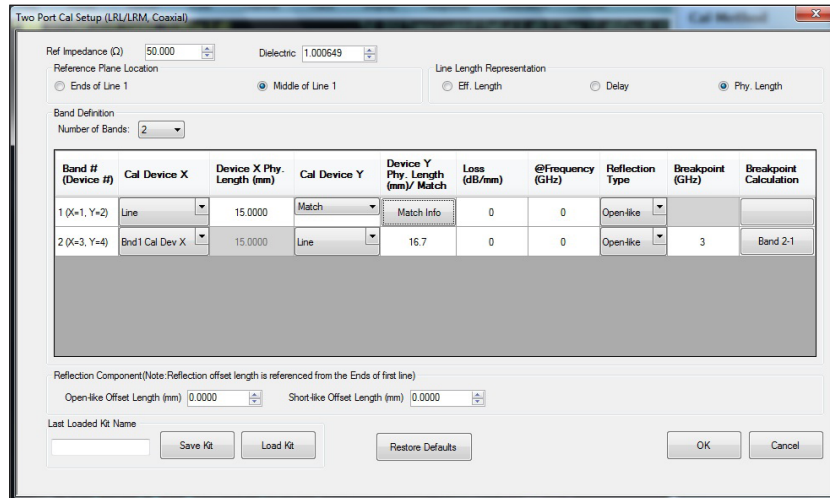 Two Port Cal Setup (LRL/LRM, Coaxial)
Cal Method
Ref Impedance (Ω) 50.000 Dielectric 1.000649
Reference Plane Location
Ends of Line 1 Middle of Line 1
Line Length Representation
Eff. Length Delay Phy. Length
Band Definition
Number of Bands: 2
Band # (Device #) Cal Device X Device X Phy. Length (mm) Cal Device Y Device Y Phy. Length (mm)/ Match Loss (dB/mm) @Frequency (GHz) Reflection Type Breakpoint (GHz) Breakpoint Calculation
1 (X=1, Y=2) Line 15.0000 Match Match Info 0 0 Open-like
2 (X=3, Y=4) Bnd1 Cal Dev X 15.0000 Line 16.7 0 0 Open-like 3 Band 2-1
Reflection Component(Note:Reflection offset length is referenced from the Ends of first line)
Open-like Offset Length (mm) 0.0000 Short-like Offset Length (mm) 0.0000
Last Loaded Kit Name
Save Kit Load Kit Restore Defaults OK Cancel